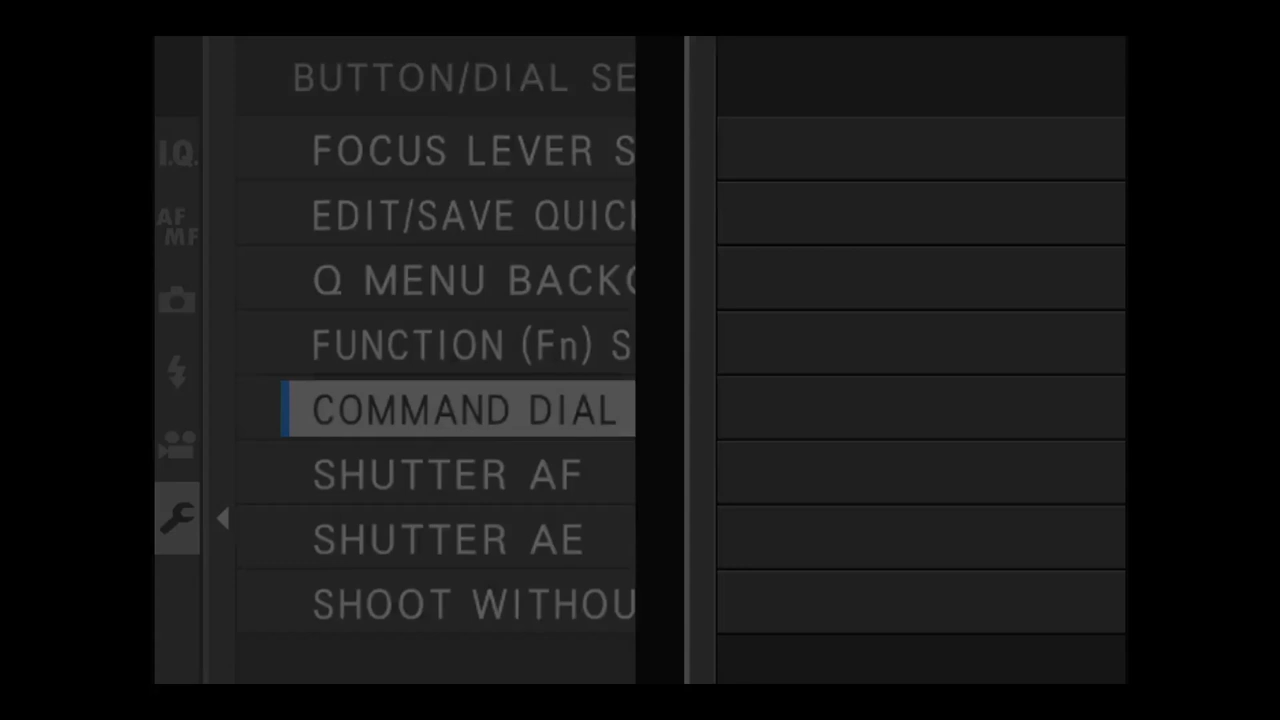 BUTTON/DIAL SE
I.Q.
FOCUS LEVER S
AF
MF
EDIT/SAVE QUIC
Q MENU BACK
FUNCTION (Fn) S
COMMAND DIAL
SHUTTER AF
SHUTTER AE
SHOOT WITHOU